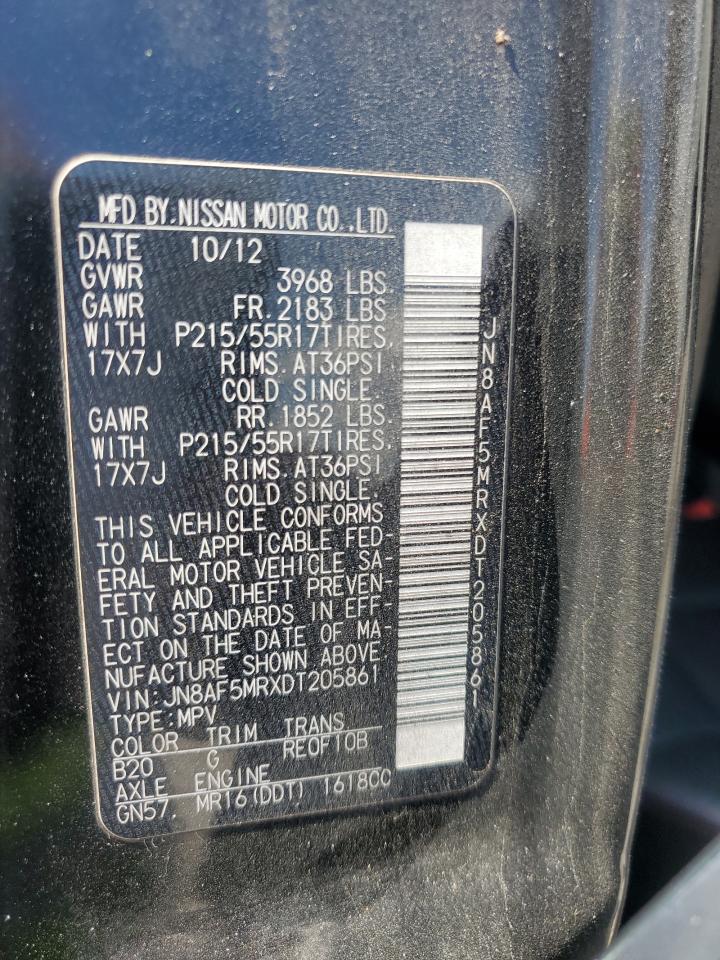 MFD BY.NISSAN MOTOR CO.,LTD.
DATE 10/12
GVWR 3968 LBS.
GAWR FR.2183 LBS
WITH P215/55R17TIRES,
17X7J RIMS.AT36PSI
COLD SINGLE.
GAWR RR.1852 LBS.
WITH P215/55R17TIRES,
17X7J RIMS.AT36PSI
COLD SINGLE.
THIS VEHICLE CONFORMS
TO ALL APPLICABLE FED-
ERAL MOTOR VEHICLE SA-
FETY AND THEFT PREVEN-
TION STANDARDS IN EFF-
ECT ON THE DATE OF MA-
NUFACTURE SHOWN ABOVE.
VIN:JN8AF5MRXDT205861
TYPE:MPV
COLOR TRIM TRANS
B20 G RE0F10B
AXLE ENGINE
GN57. MR16(DDT) 1618CC
JN8AF5MRXDT205861